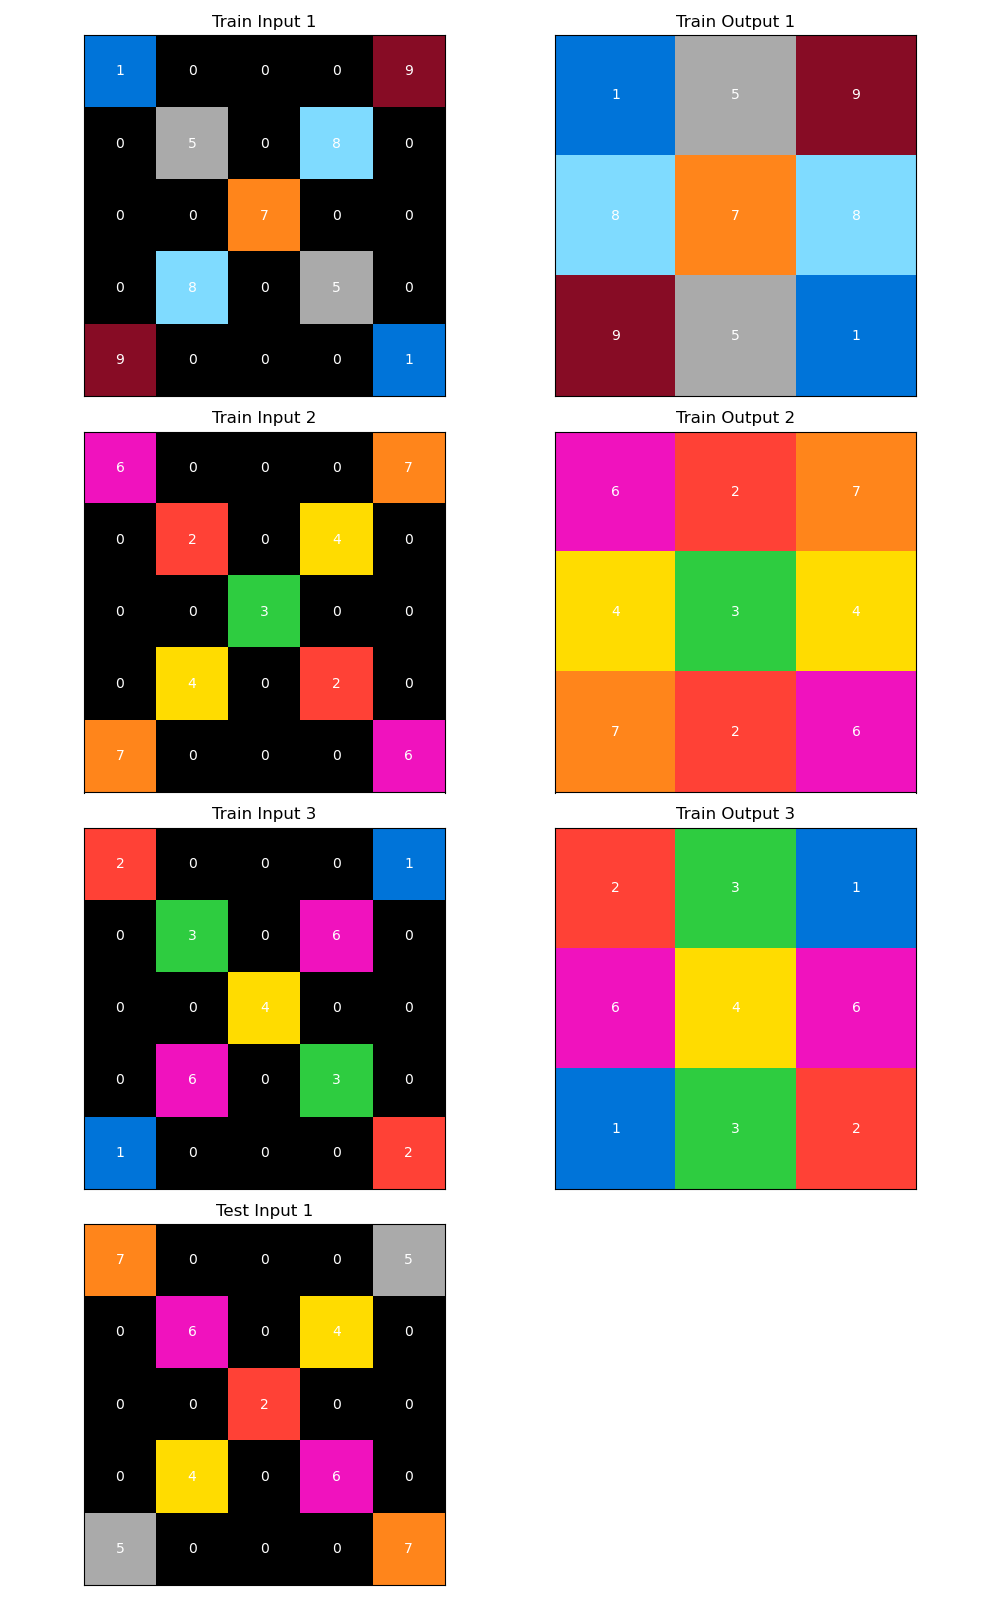 Train Input 1
1 0 0 0 9
0 5 0 8 0
0 0 7 0 0
0 8 0 5 0
9 0 0 0 1
Train Output 1
1 5 9
8 7 8
9 5 1
Train Input 2
6 0 0 0 7
0 2 0 4 0
0 0 3 0 0
0 4 0 2 0
7 0 0 0 6
Train Output 2
6 2 7
4 3 4
7 2 6
Train Input 3
2 0 0 0 1
0 3 0 6 0
0 0 4 0 0
0 6 0 3 0
1 0 0 0 2
Train Output 3
2 3 1
6 4 6
1 3 2
Test Input 1
7 0 0 0 5
0 6 0 4 0
0 0 2 0 0
0 4 0 6 0
5 0 0 0 7